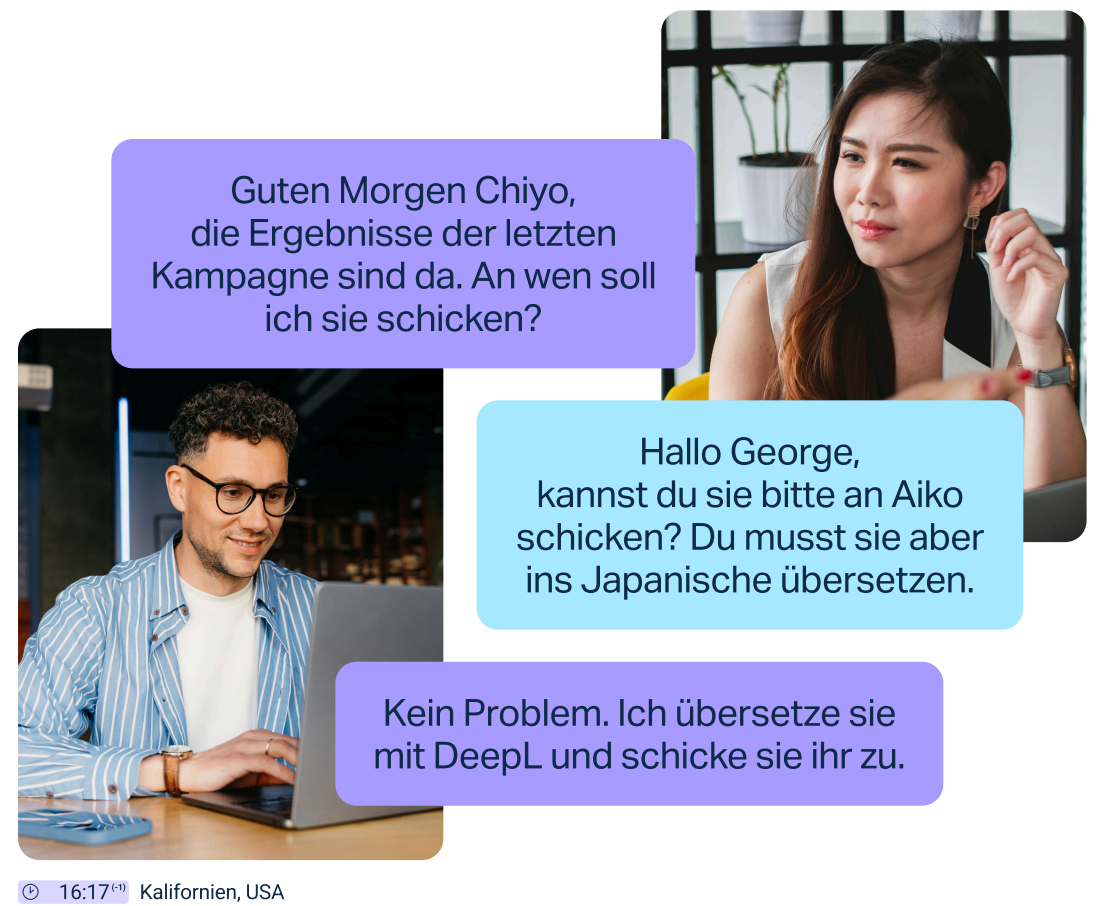 Guten Morgen Chiyo,
die Ergebnisse der letzten
Kampagne sind da. An wen soll
ich sie schicken?
Hallo George,
kannst du sie bitte an Aiko
schicken? Du musst sie aber
ins Japanische übersetzen.
Kein Problem. Ich übersetze sie
mit DeepL und schicke sie ihr zu.
16:17(-1) Kalifornien, USA